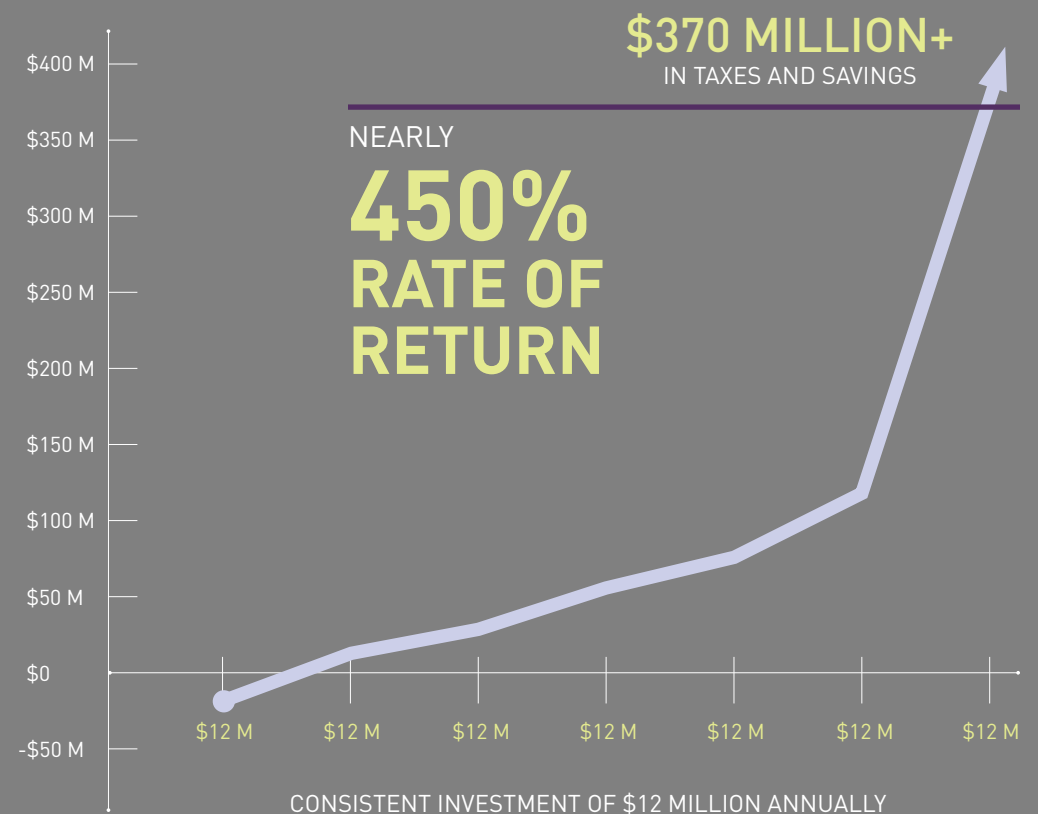 $370 MILLION+
IN TAXES AND SAVINGS
$400 M
$350 M
NEARLY
450%
RATE OF
RETURN
$300 M
$250 M
$200 M
$150 M
$100 M
$50 M
$0
-$50 M
$12 M $12 M $12 M $12 M $12 M $12 M $12 M
CONSISTENT INVESTMENT OF $12 MILLION ANNUALLY